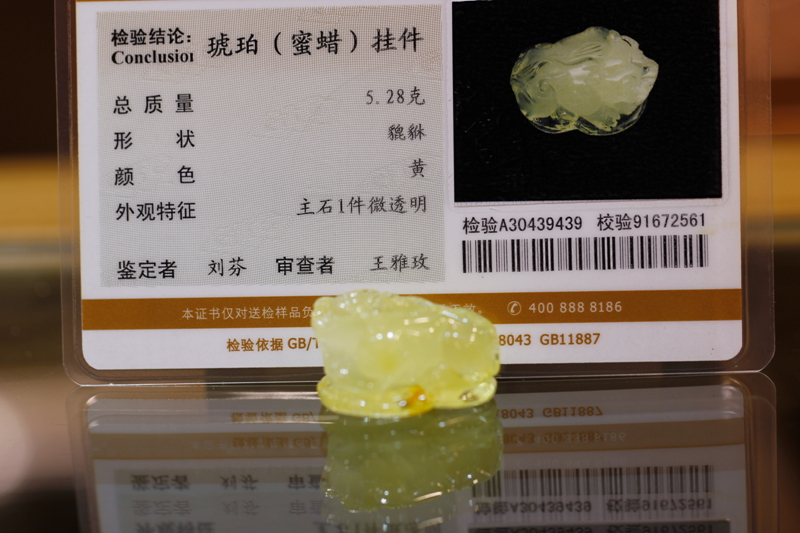 检验结论:
Conclusion
琥珀（蜜蜡）挂件
总质量 5.28克
形状 貔貅
颜色 黄
外观特征 主石1件微透明
鉴定者 刘芬 审查者 王雅玫
检验A30439439 校验91672561
本证书仅对送检样品负 无效。 400 888 8186
检验依据 GB/T 8043 GB11887